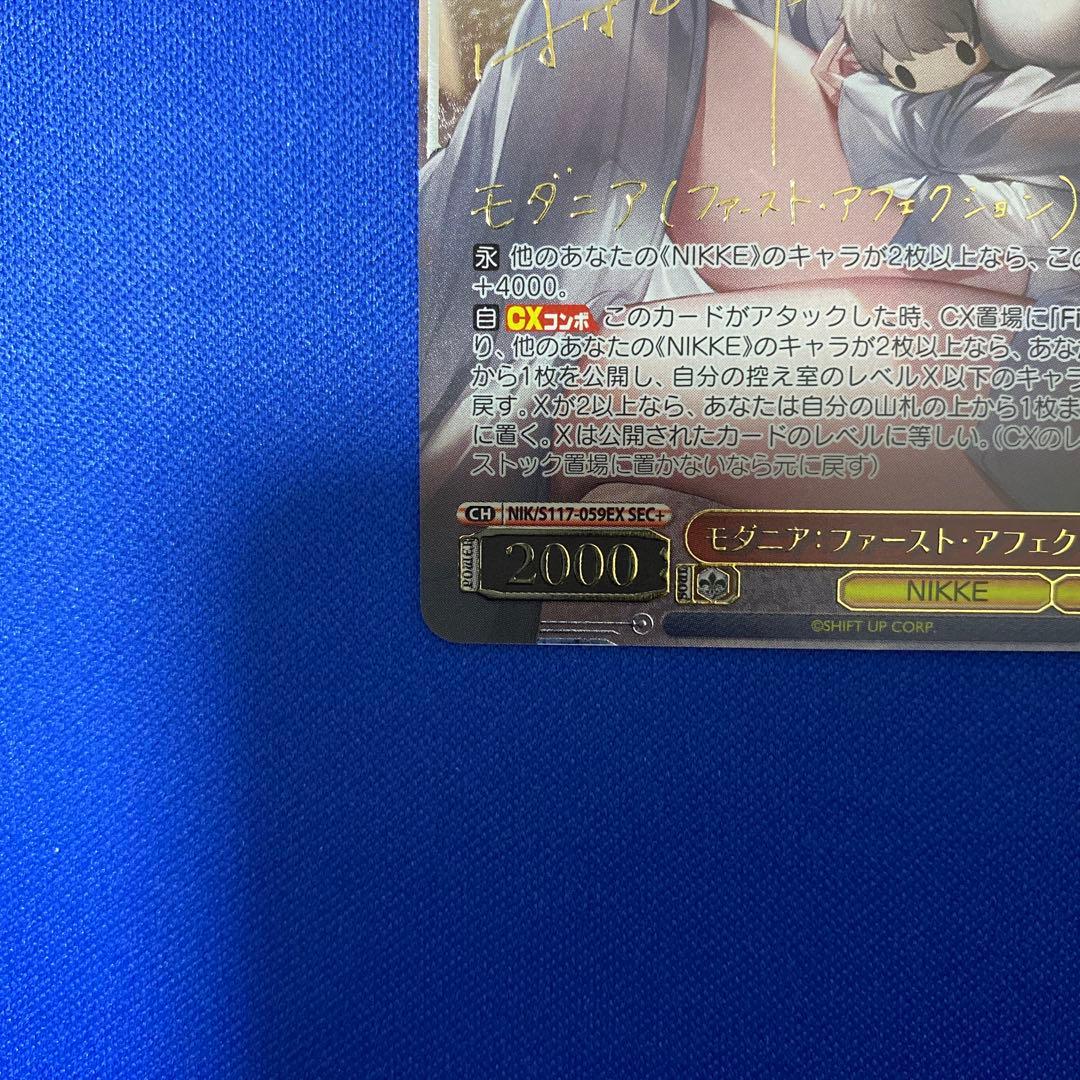 モダニア(ファースト・アフェクション)
永 他のあなたの《NIKKE》のキャラが2枚以上なら、この
+4000。
自 CXコンボ このカードがアタックした時、CX置場に「Fi
り、他のあなたの《NIKKE》のキャラが2枚以上なら、あな
から1枚を公開し、自分の控え室のレベルX以下のキャラ
戻す。Xが2以上なら、あなたは自分の山札の上から1枚ま
に置く。Xは公開されたカードのレベルに等しい。(CXのレ
ストック置場に置かないなら元に戻す)
CH NIK/S117-059EX SEC+
POWER 2000 モダニア:ファースト・アフェク
SOUL NIKKE
©SHIFT UP CORP.